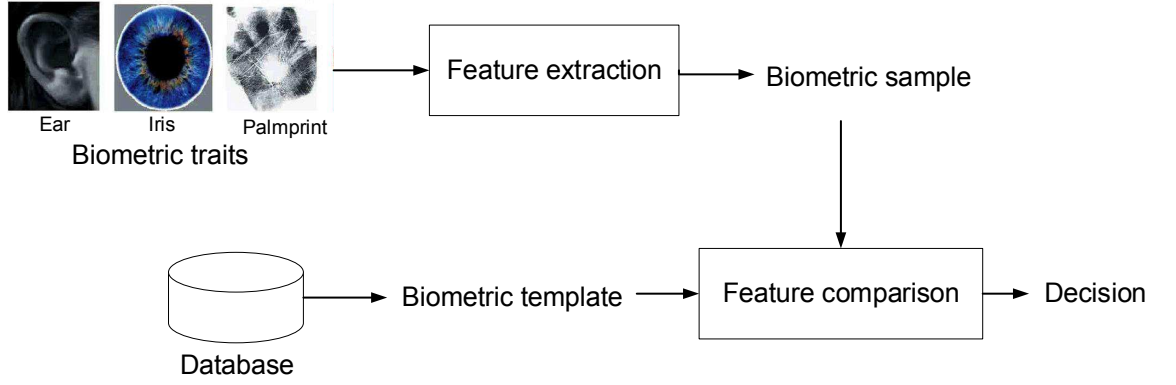 Ear
Iris
Palmprint
Biometric traits
Feature extraction
Biometric sample
Database
Biometric template
Feature comparison
Decision